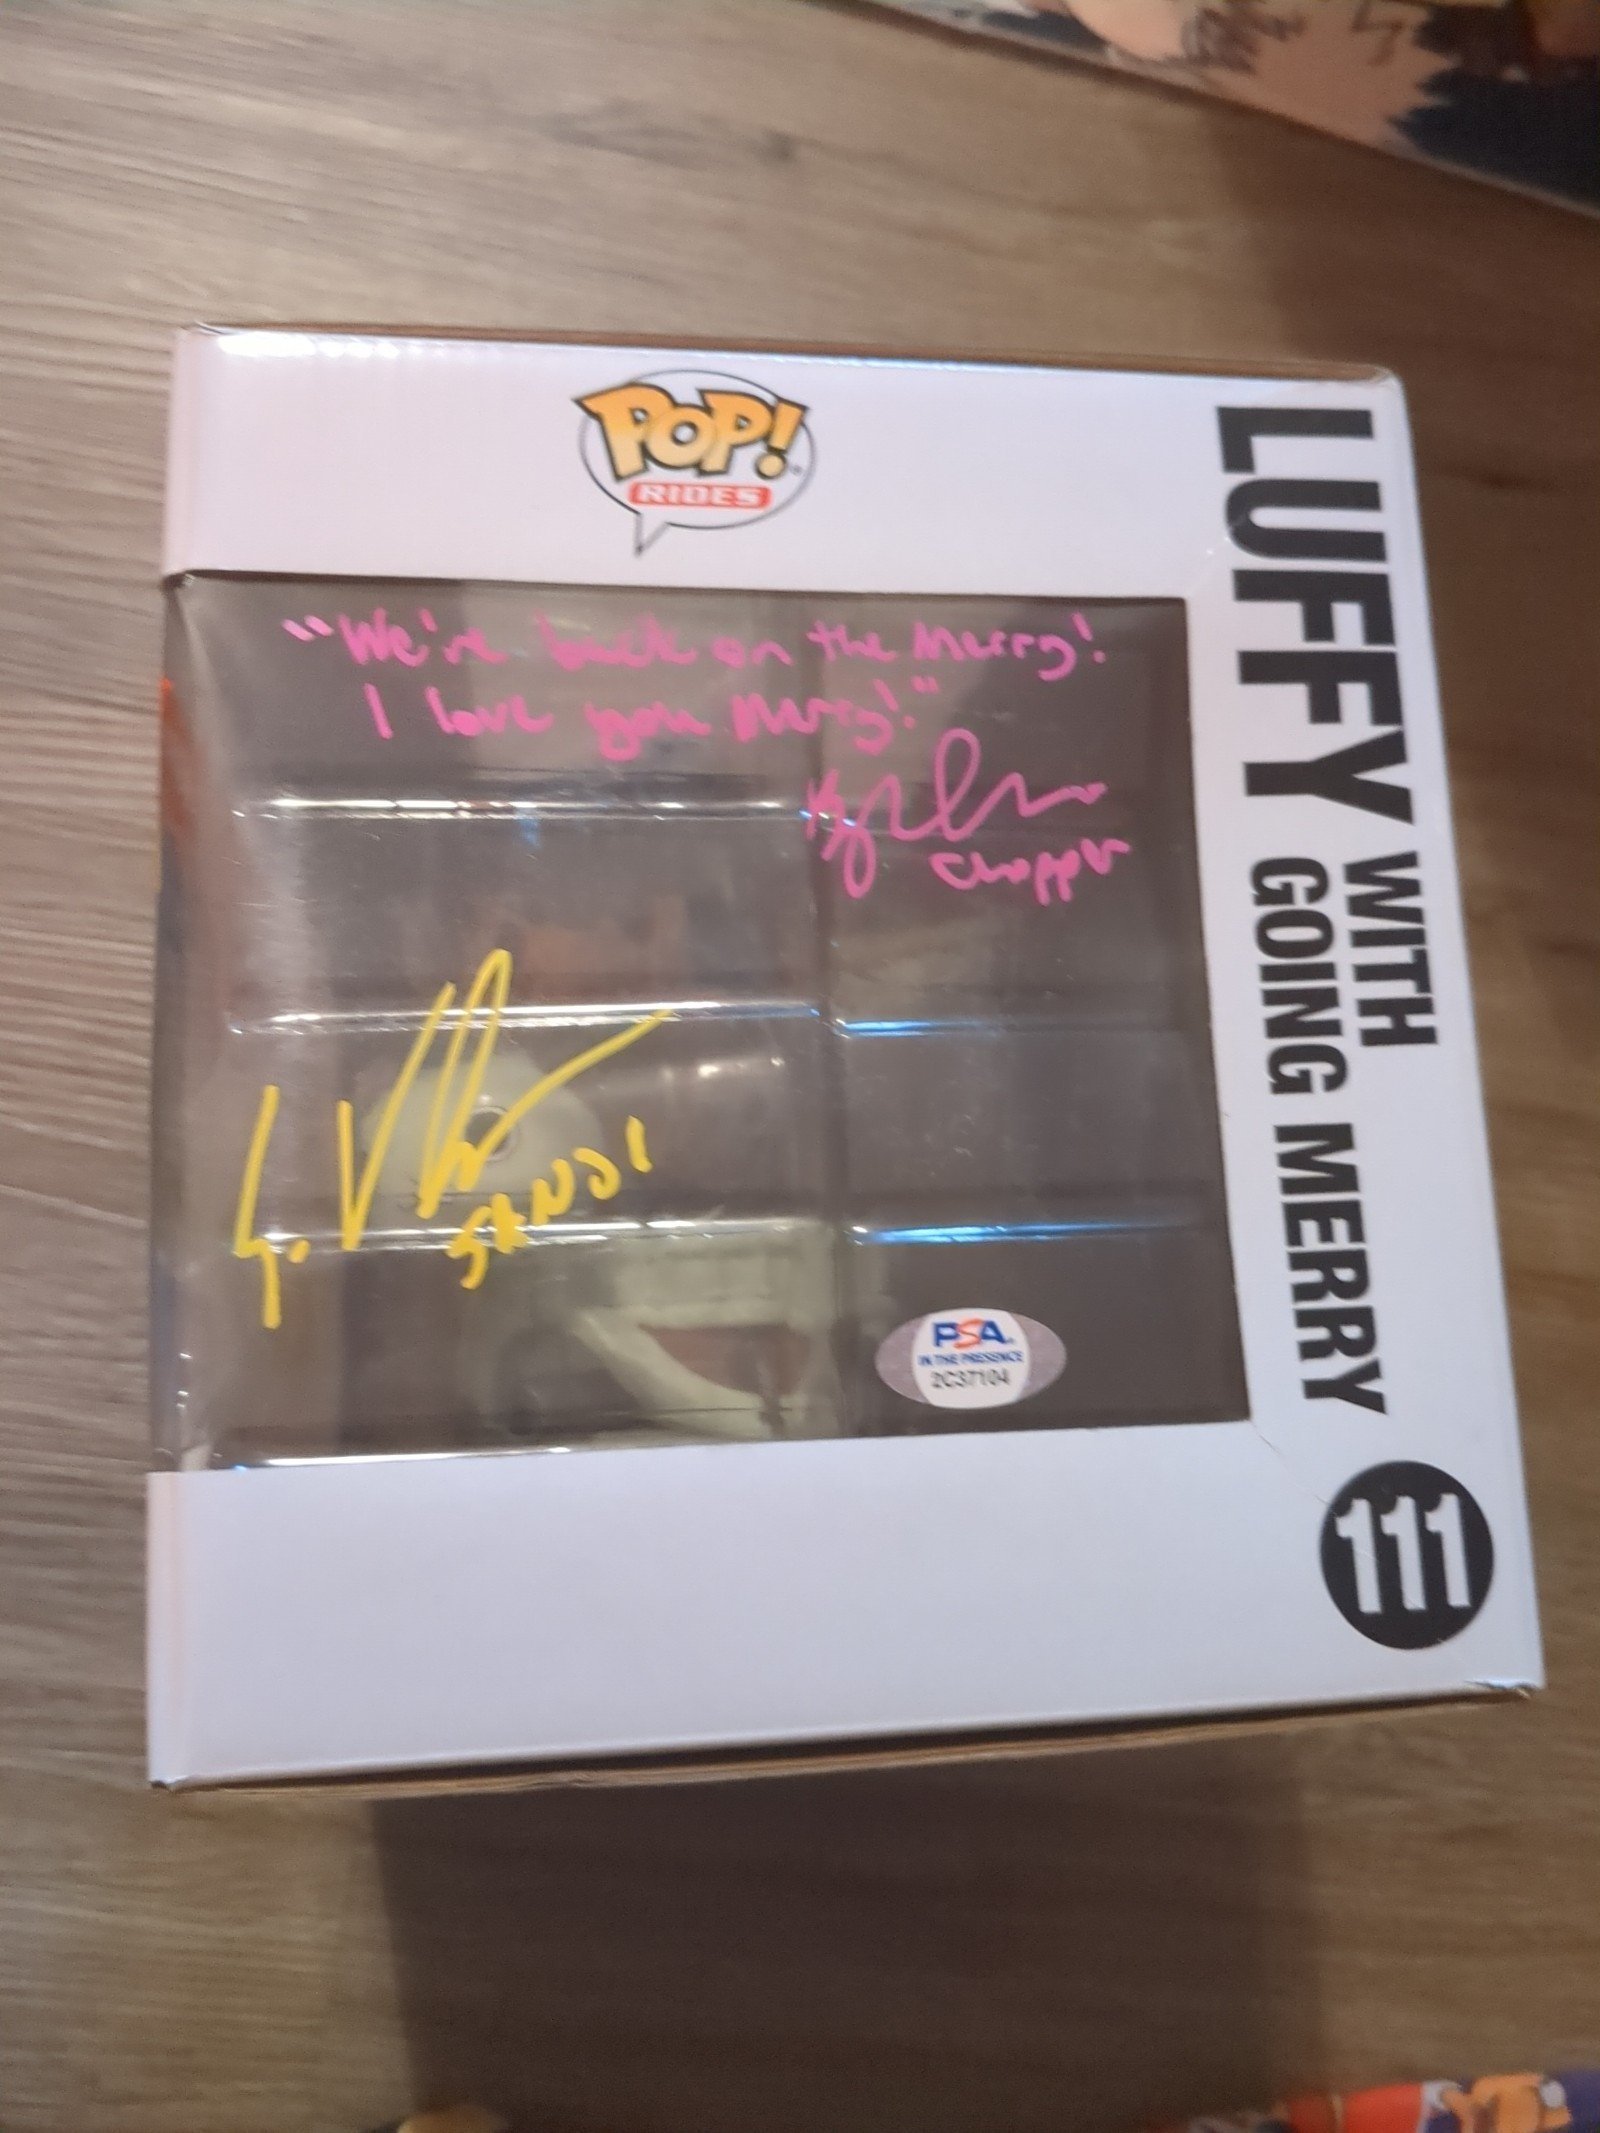 POP!
RIDES
"We're back on the Merry!
I love you Merry!"
Chopper
SANJI
PSA
IN THE PRESENCE
2C37104
LUFFY WITH
GOING MERRY
111